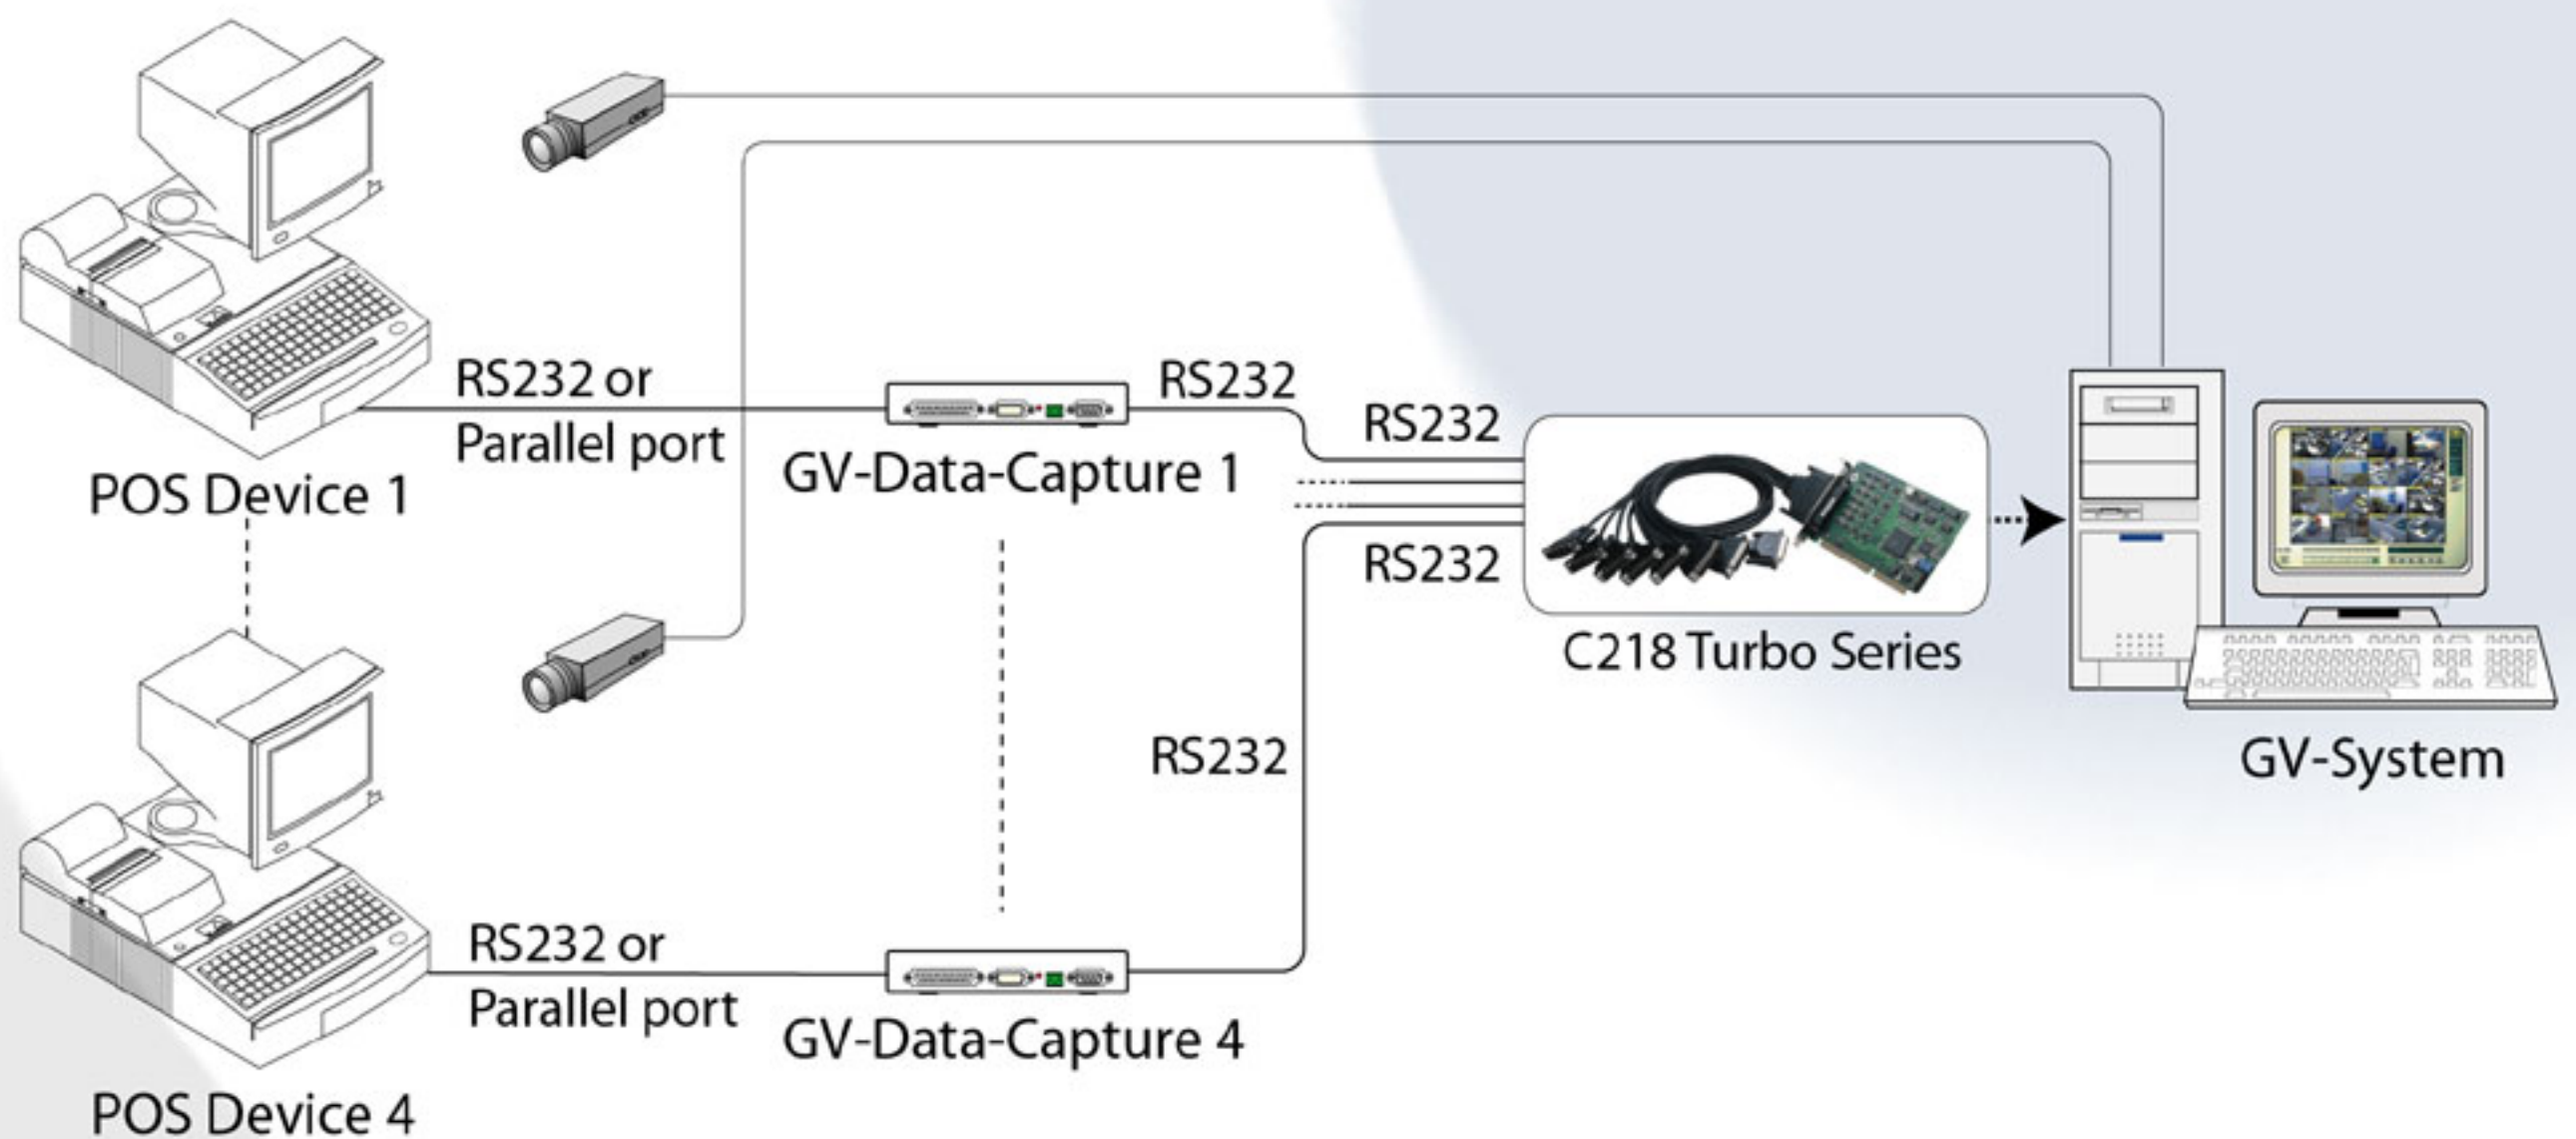 RS232 or
Parallel port
POS Device 1
GV-Data-Capture 1
RS232
RS232
RS232
C218 Turbo Series
GV-System
RS232
RS232 or
Parallel port
GV-Data-Capture 4
POS Device 4